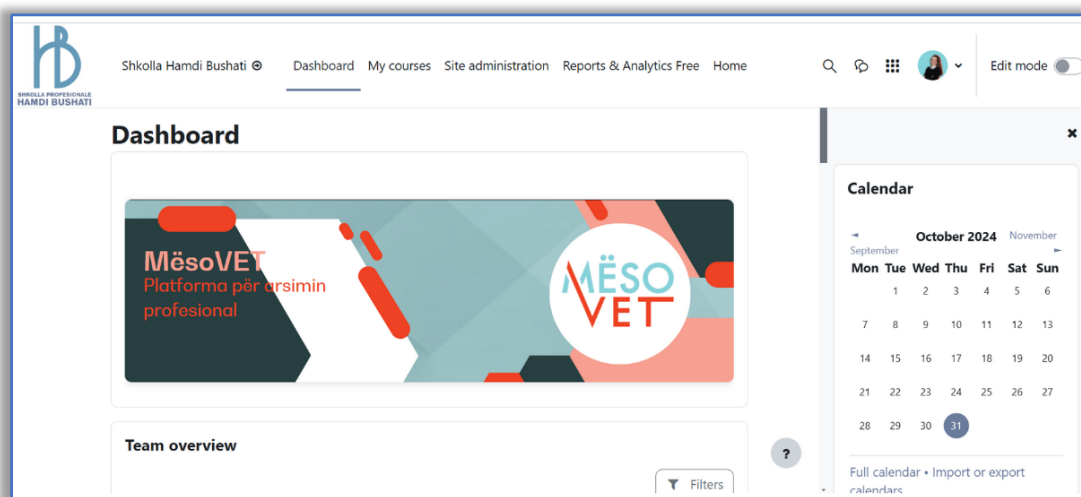 SHKOLLA PROFESIONALE
HAMDI BUSHATI
Shkolla Hamdi Bushati Dashboard My courses Site administration Reports & Analytics Free Home
Edit mode
Dashboard
MësoVET
Platforma për arsimin
profesional
MËSO
VET
Team overview
Filters
?
Calendar
◄ September October 2024 November ►
Mon Tue Wed Thu Fri Sat Sun
1 2 3 4 5 6
7 8 9 10 11 12 13
14 15 16 17 18 19 20
21 22 23 24 25 26 27
28 29 30 31
Full calendar • Import or export
calendars